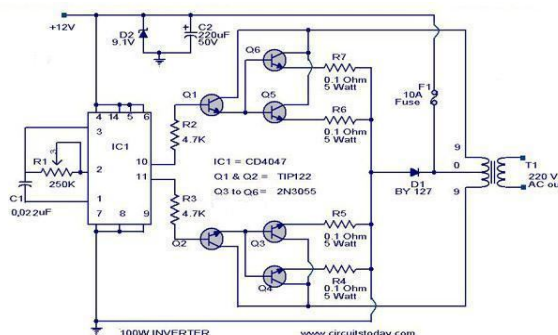 +12V
D2
9.1V
C2
220uF
50V
Q6
R7
0.1 Ohm
5 Watt
Q1
Q5
R6
0.1 Ohm
5 Watt
F1
10A
Fuse
4 14 5 6
3
IC1
R2
4.7K
10
11
R1
250K
2
C1
0,022uF
1
7 8 9
IC1 = CD4047
Q1 & Q2 = TIP122
Q3 to Q6 = 2N3055
R3
4.7K
D1
BY 127
9
0
9
T1
220 V
AC out
Q2
Q3
R5
0.1 Ohm
5 Watt
Q4
R4
0.1 Ohm
5 Watt
100W INVERTER
www.circuitstoday.com